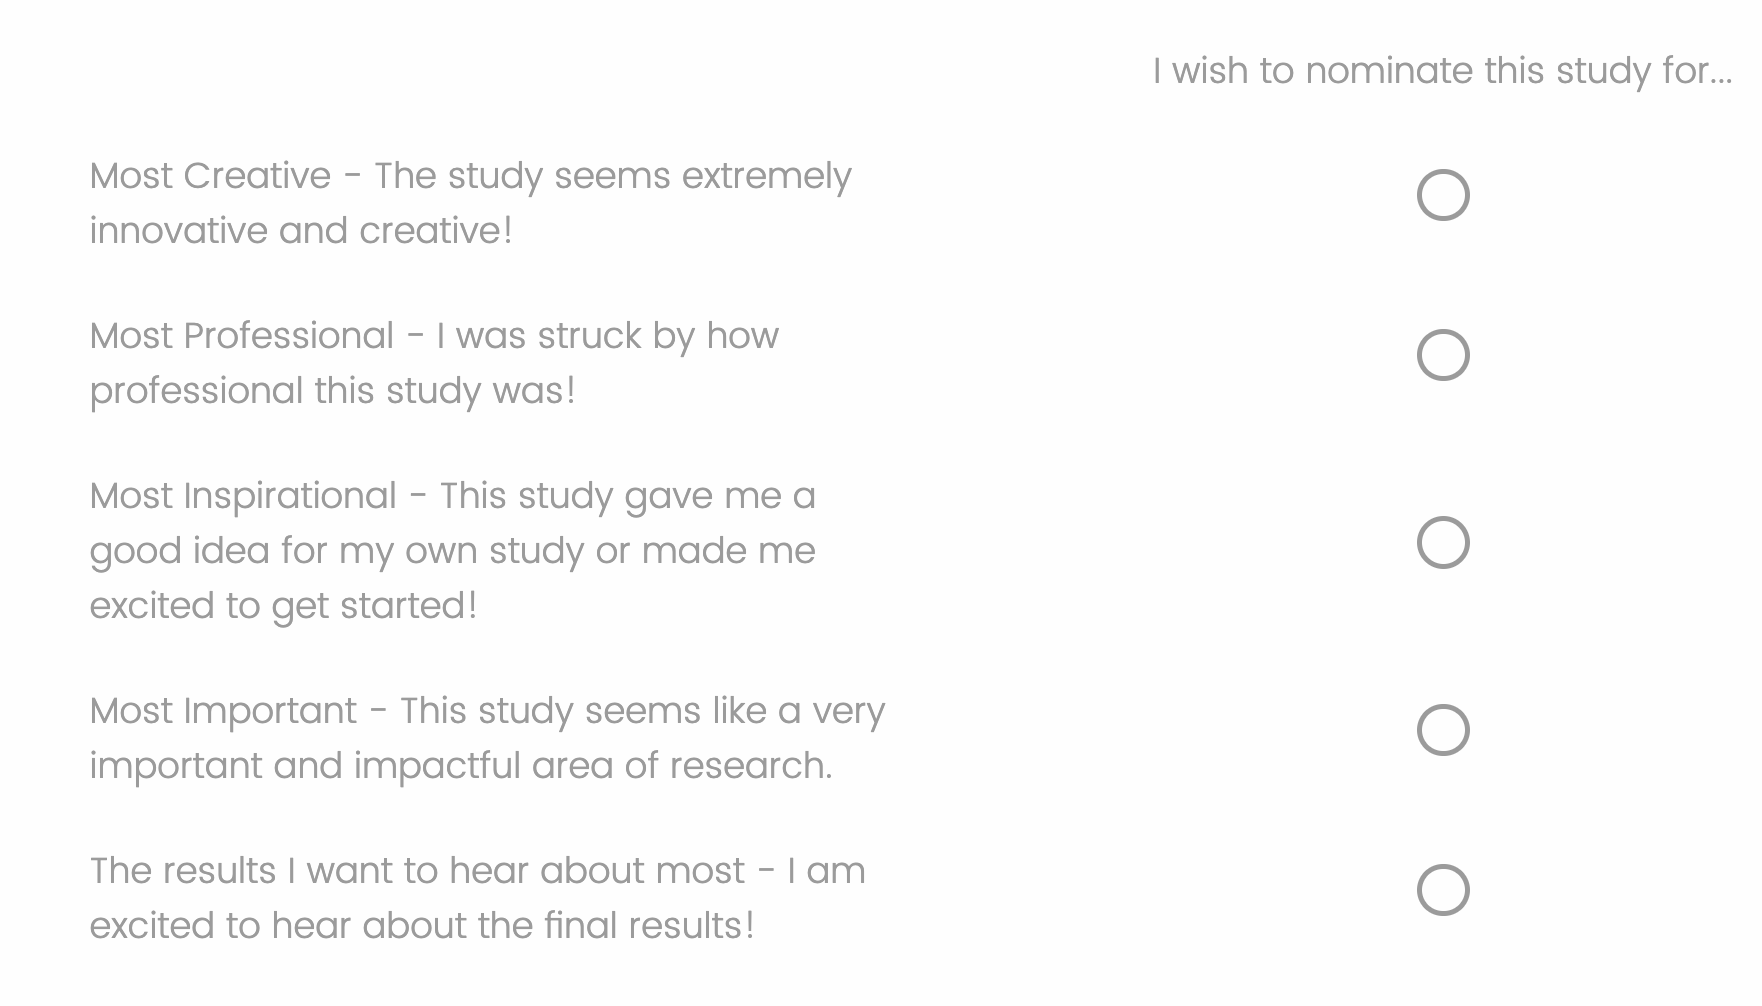 I wish to nominate this study for...
Most Creative - The study seems extremely
innovative and creative!
Most Professional - I was struck by how
professional this study was!
Most Inspirational - This study gave me a
good idea for my own study or made me
excited to get started!
Most Important - This study seems like a very
important and impactful area of research.
The results I want to hear about most - I am
excited to hear about the final results!